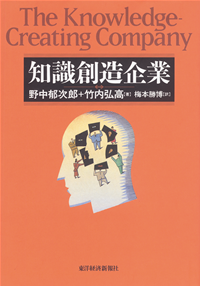 The Knowledge-
Creating Company
知識創造企業
野中郁次郎+竹内弘高[著] 梅本勝博[訳]
東洋経済新報社